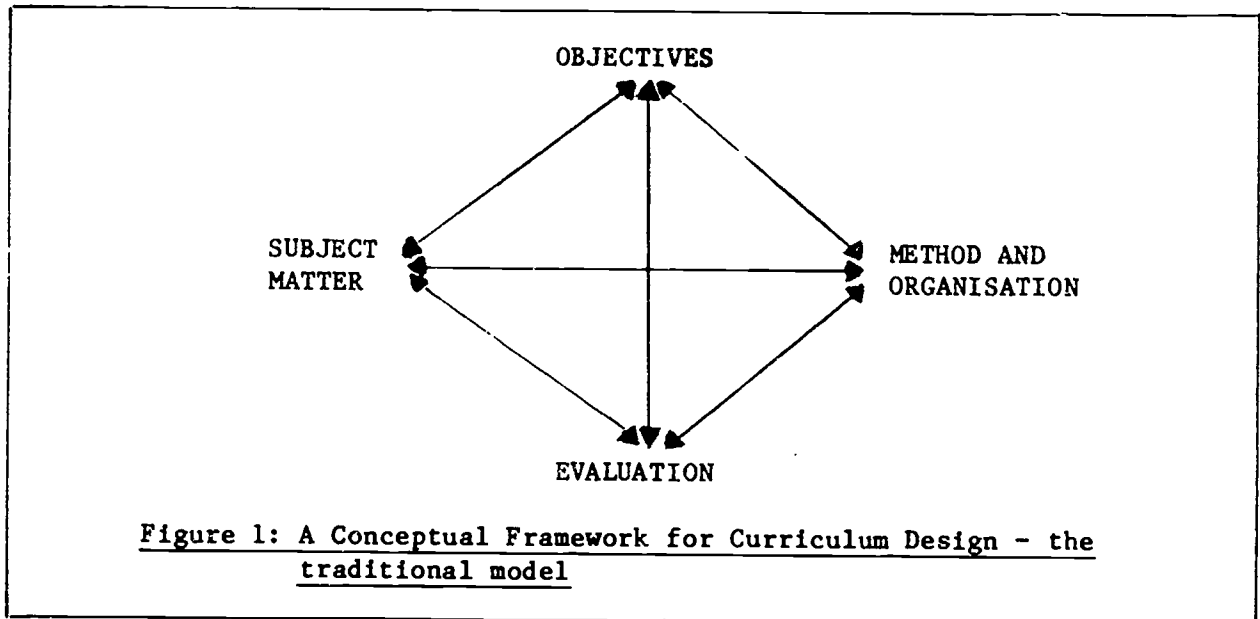 OBJECTIVES
SUBJECT
MATTER
METHOD AND
ORGANISATION
EVALUATION
Figure 1: A Conceptual Framework for Curriculum Design - the
traditional model